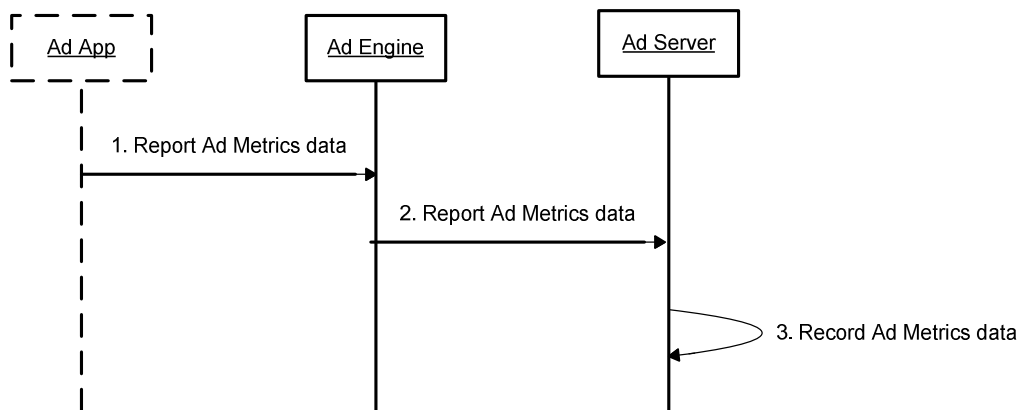 Ad App
Ad Engine
Ad Server
1. Report Ad Metrics data
2. Report Ad Metrics data
3. Record Ad Metrics data